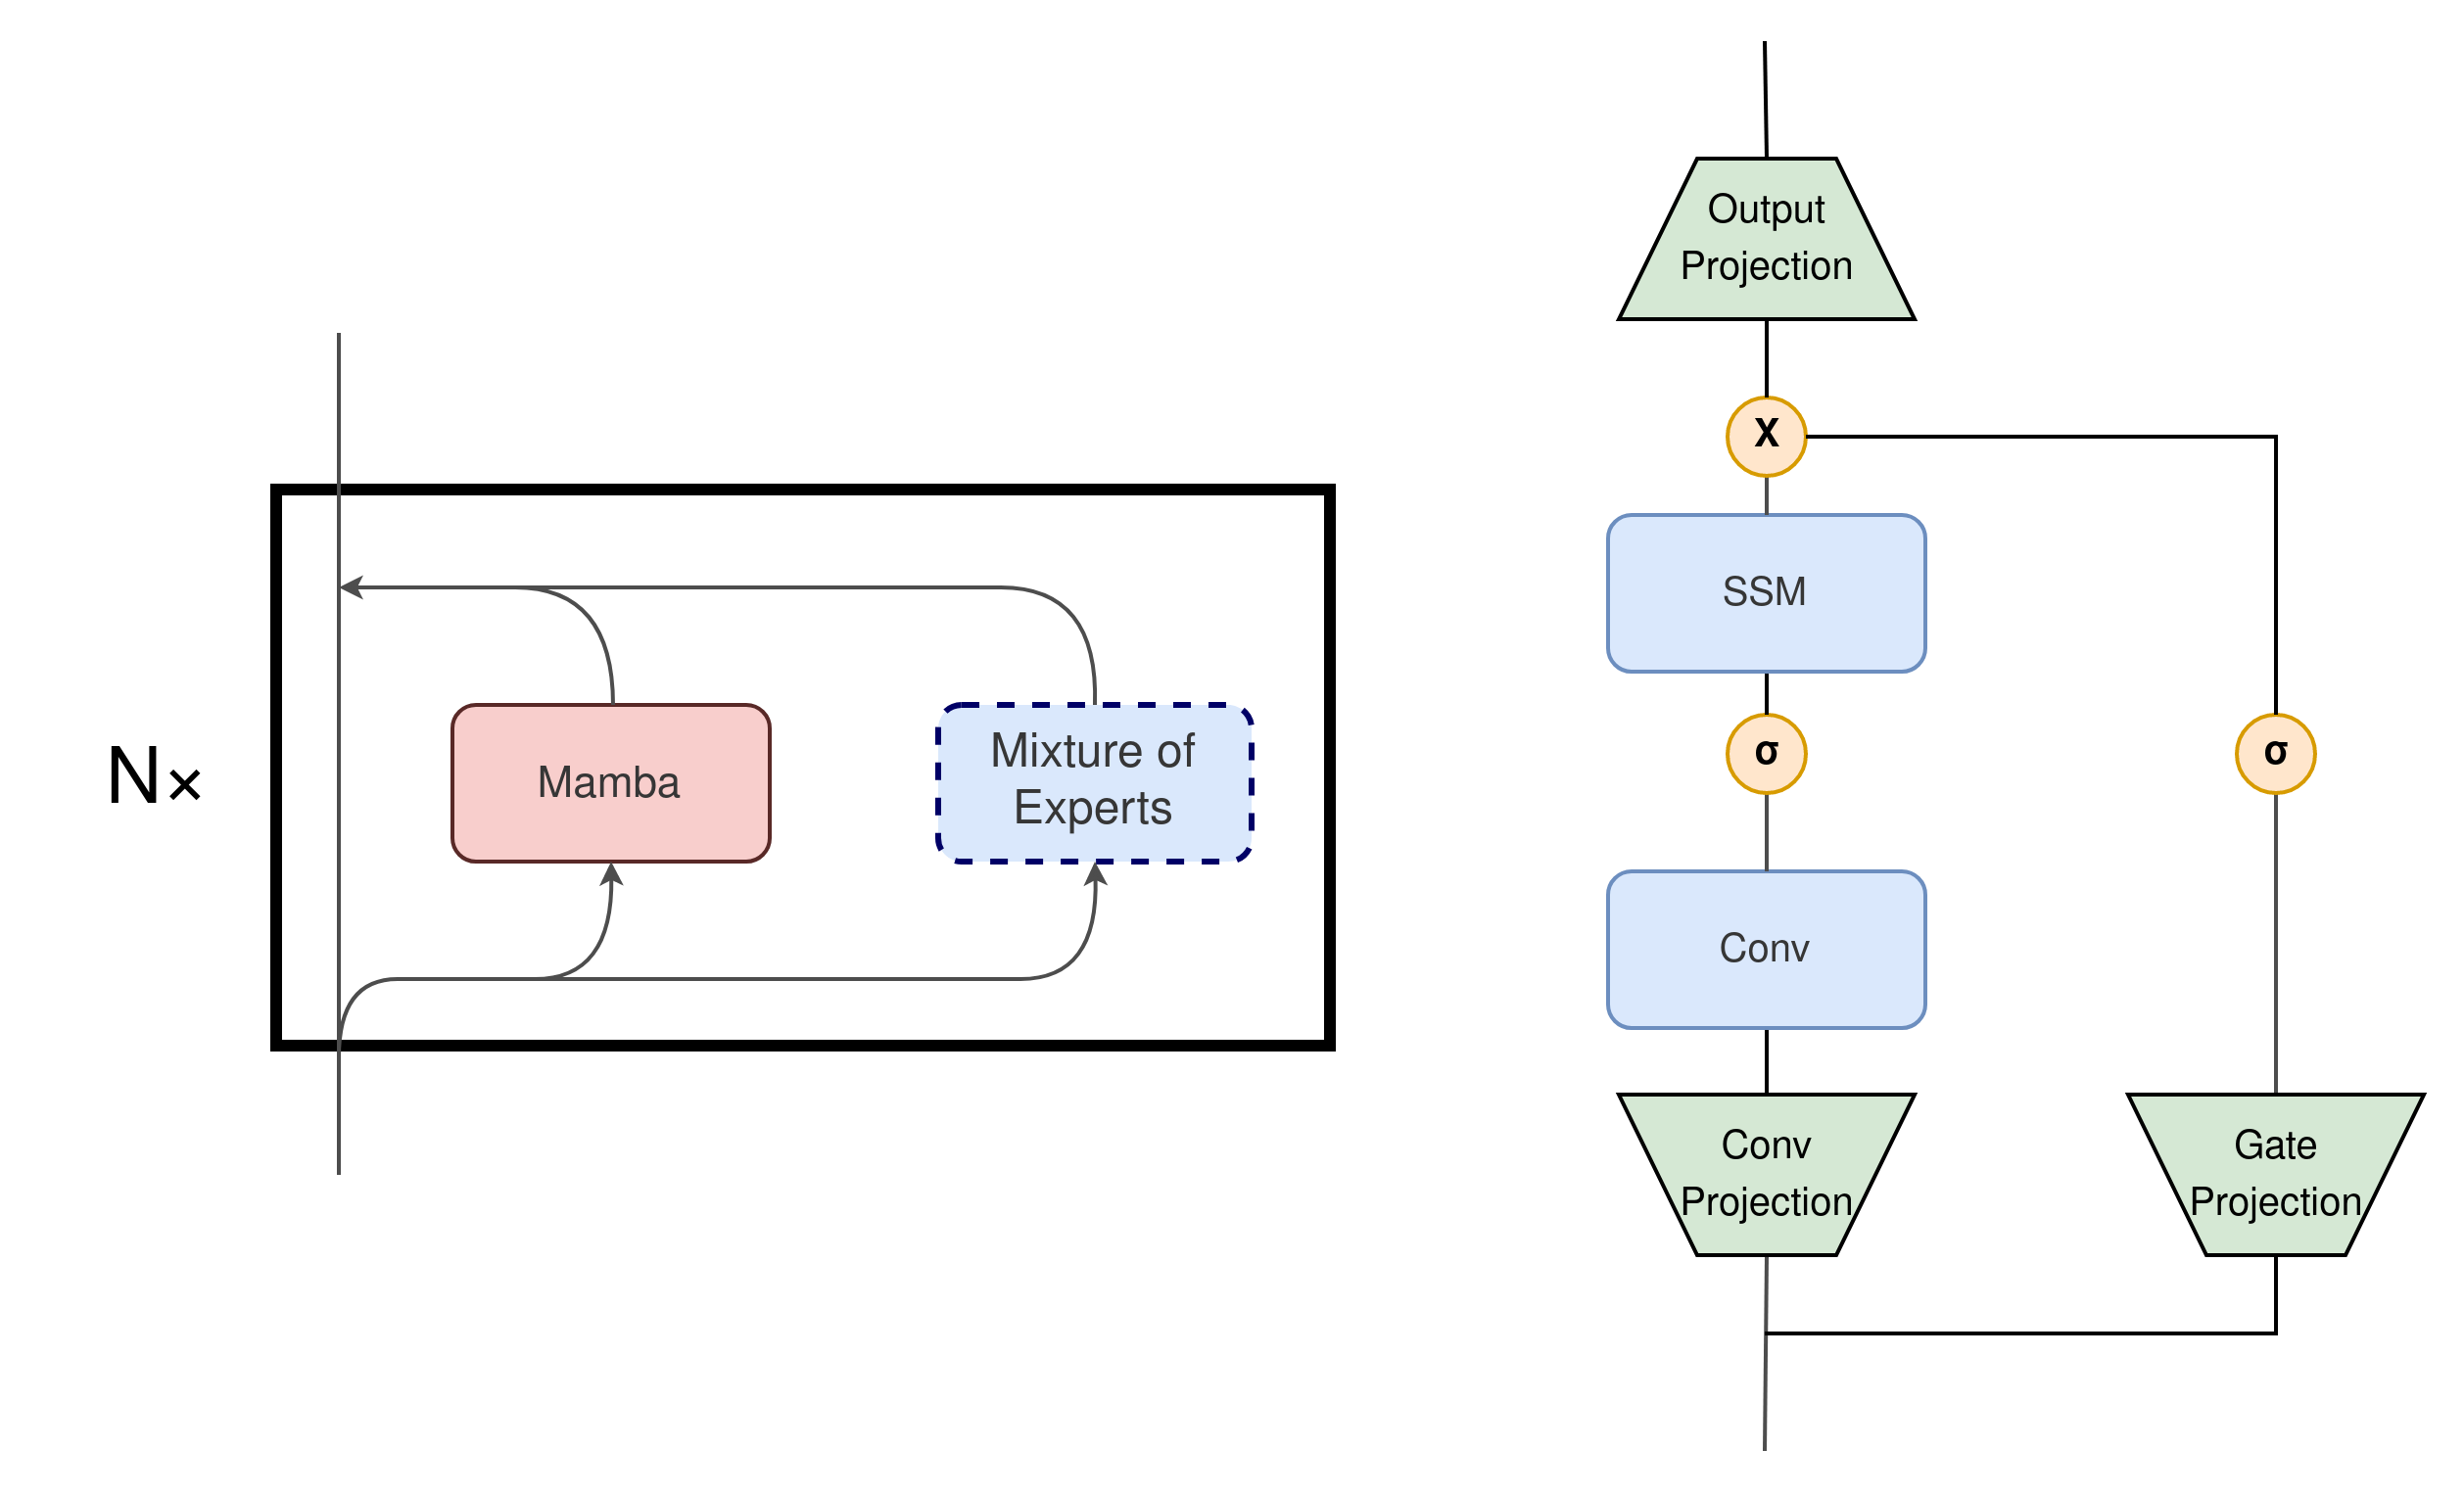 N×
Mamba
Mixture of
Experts
Output
Projection
X
SSM
σ
σ
Conv
Conv
Projection
Gate
Projection